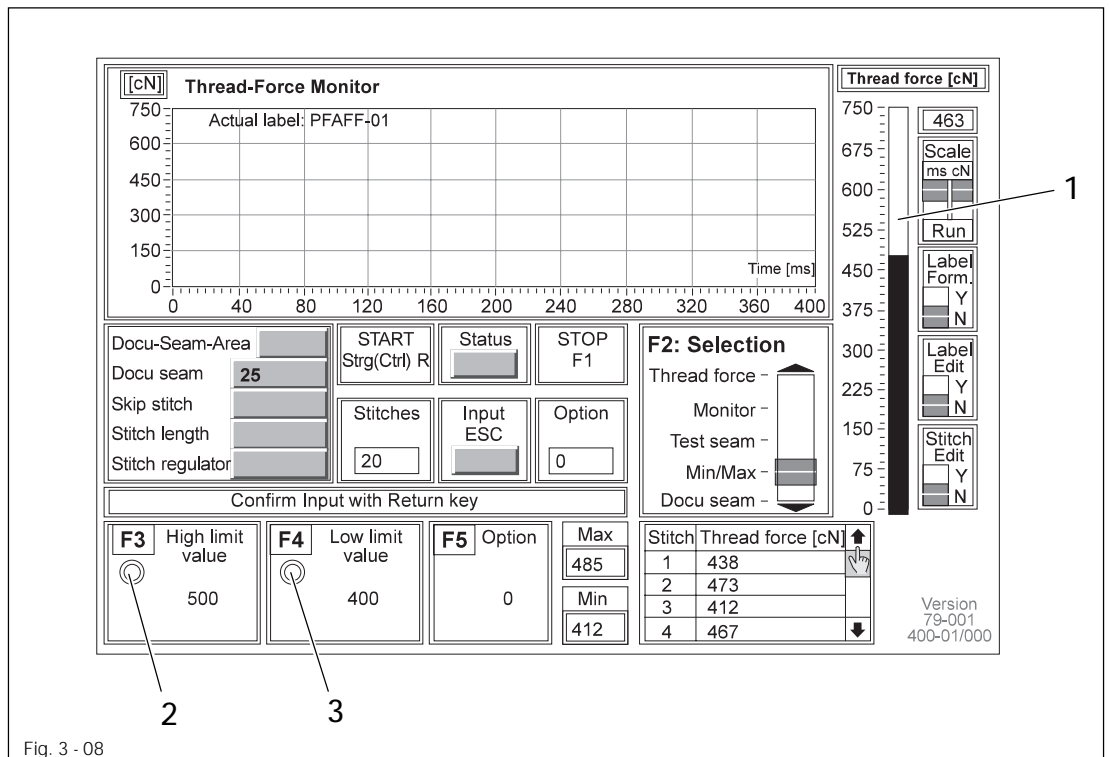 [cN] Thread-Force Monitor
Actual label: PFAFF-01
750
600
450
300
150
0
Time [ms]
0 40 80 120 160 200 240 280 320 360 400
Thread force [cN]
750
675
600
525
450
375
300
225
150
75
0
463
Scale
ms cN
Run
Label
Form.
Y
N
Label
Edit
Y
N
Stitch
Edit
Y
N
1
Docu-Seam-Area
Docu seam 25
Skip stitch
Stitch length
Stitch regulator
START
Strg(Ctrl) R
Status
STOP
F1
Stitches
20
Input
ESC
Option
0
F2: Selection
Thread force
Monitor
Test seam
Min/Max
Docu seam
Confirm Input with Return key
F3 High limit
value
500
F4 Low limit
value
400
F5 Option
0
Max
485
Min
412
Stitch Thread force [cN]
1 438
2 473
3 412
4 467
Version
79-001
400-01/000
2
3
Fig. 3 - 08